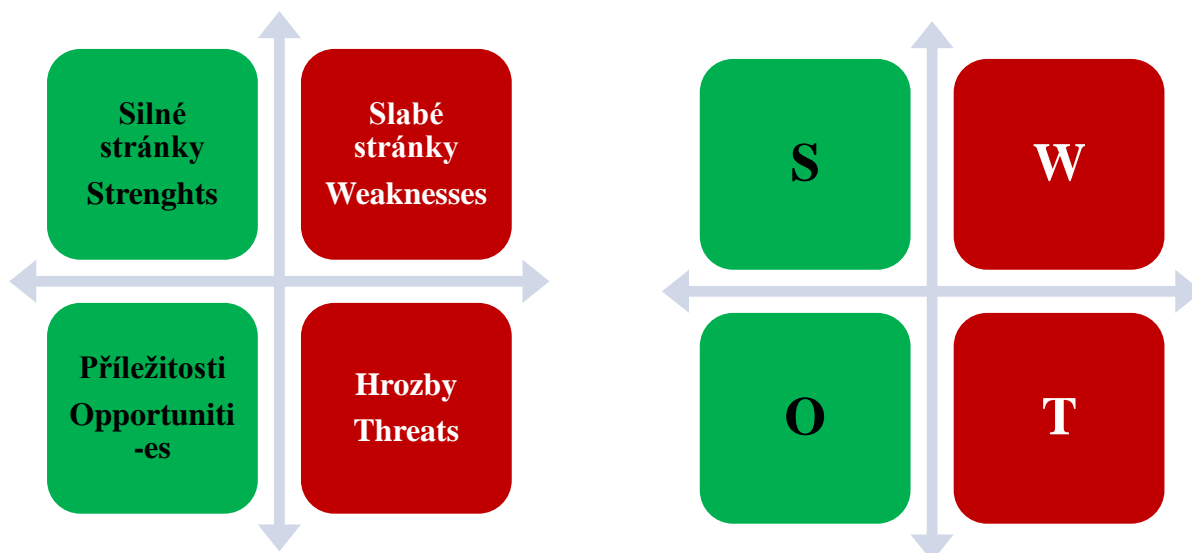 Silné
stránky
Strenghts
Slabé
stránky
Weaknesses
Příležitosti
Opportuniti
-es
Hrozby
Threats
S
W
O
T